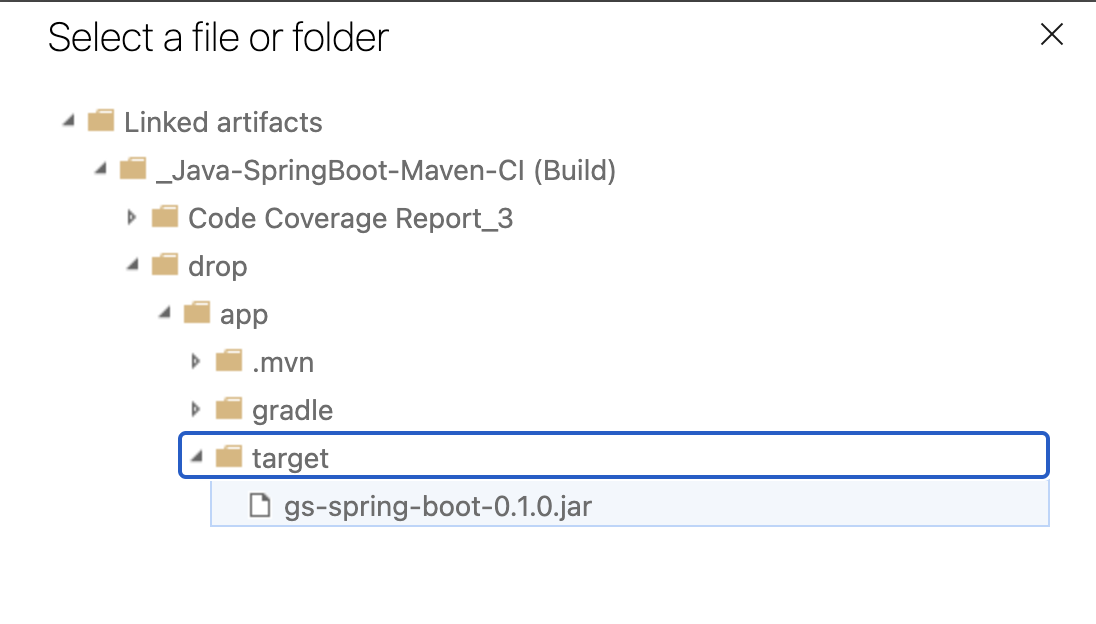 Select a file or folder
Linked artifacts
_Java-SpringBoot-Maven-CI (Build)
Code Coverage Report_3
drop
app
.mvn
gradle
target
gs-spring-boot-0.1.0.jar